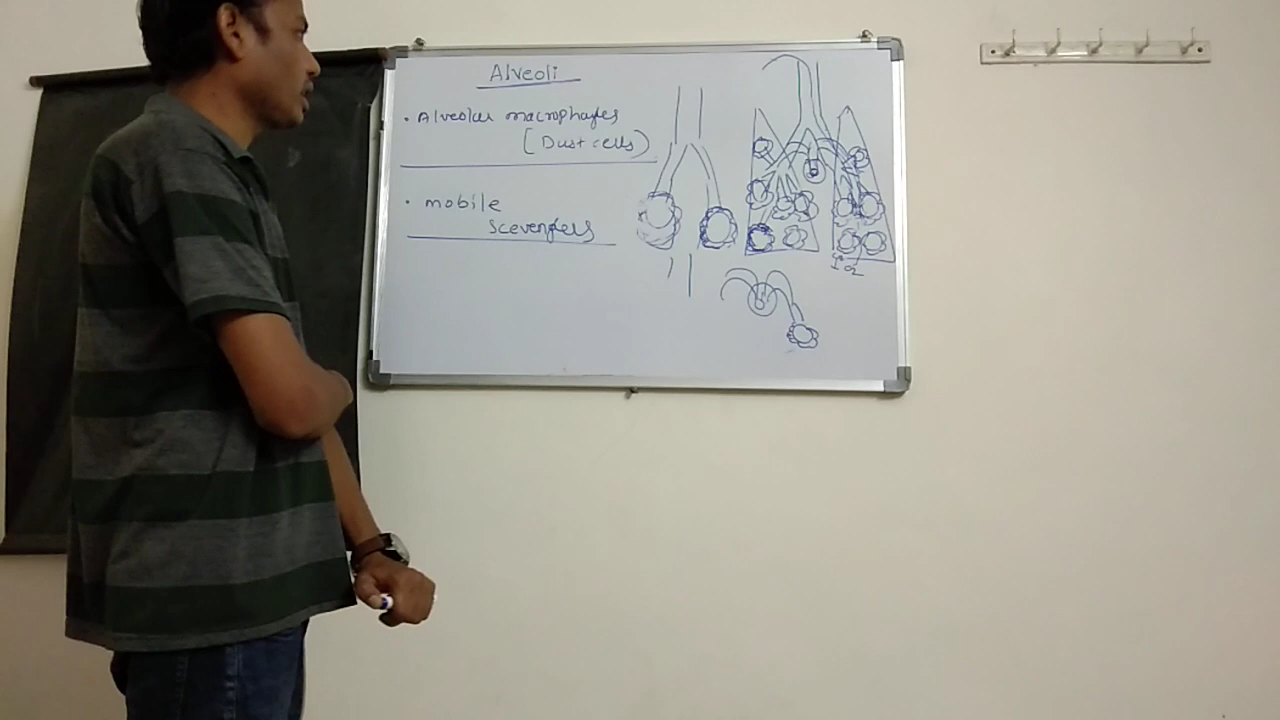 Alveoli
• Alveolar macrophages
[Dust cells)
• mobile
scevengers